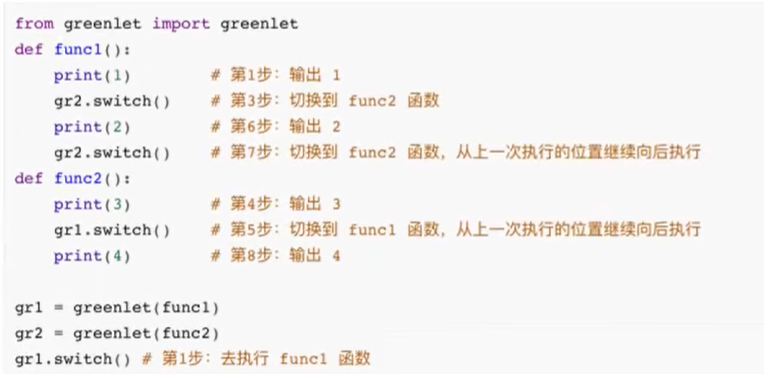 from greenlet import greenlet
def func1():
    print(1)        # 第1步：输出 1
    gr2.switch()    # 第3步：切换到 func2 函数
    print(2)        # 第6步：输出 2
    gr2.switch()    # 第7步：切换到 func2 函数，从上一次执行的位置继续向后执行
def func2():
    print(3)        # 第4步：输出 3
    gr1.switch()    # 第5步：切换到 func1 函数，从上一次执行的位置继续向后执行
    print(4)        # 第8步：输出 4
gr1 = greenlet(func1)
gr2 = greenlet(func2)
gr1.switch() # 第1步：去执行 func1 函数